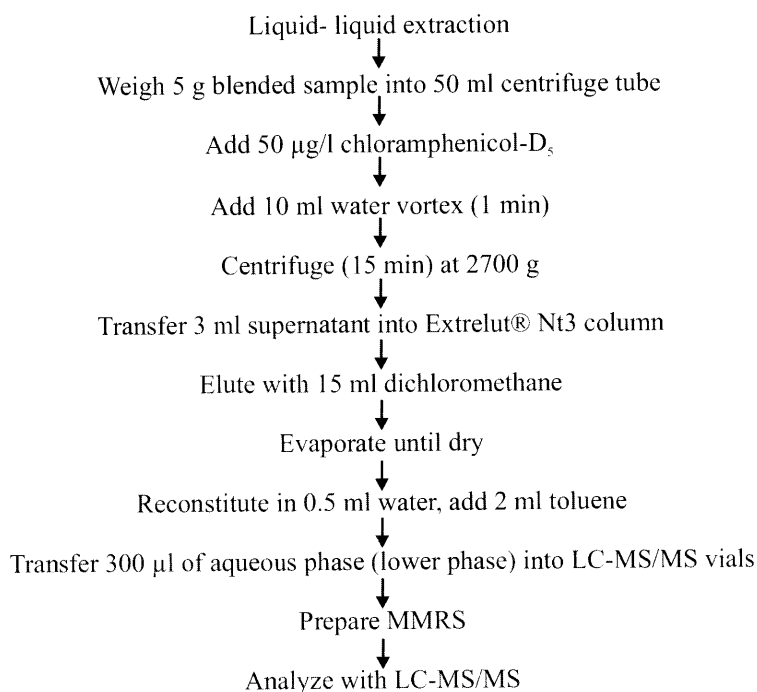 Liquid- liquid extraction
Weigh 5 g blended sample into 50 ml centrifuge tube
Add 50 µg/l chloramphenicol-D₅
Add 10 ml water vortex (1 min)
Centrifuge (15 min) at 2700 g
Transfer 3 ml supernatant into Extrelut® Nt3 column
Elute with 15 ml dichloromethane
Evaporate until dry
Reconstitute in 0.5 ml water, add 2 ml toluene
Transfer 300 µl of aqueous phase (lower phase) into LC-MS/MS vials
Prepare MMRS
Analyze with LC-MS/MS